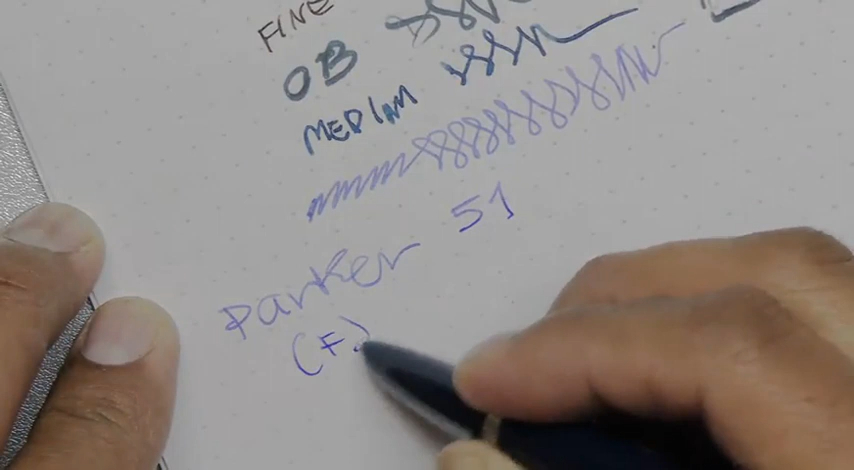 FINE
OB
MEDIUM
Parker 51
(F)